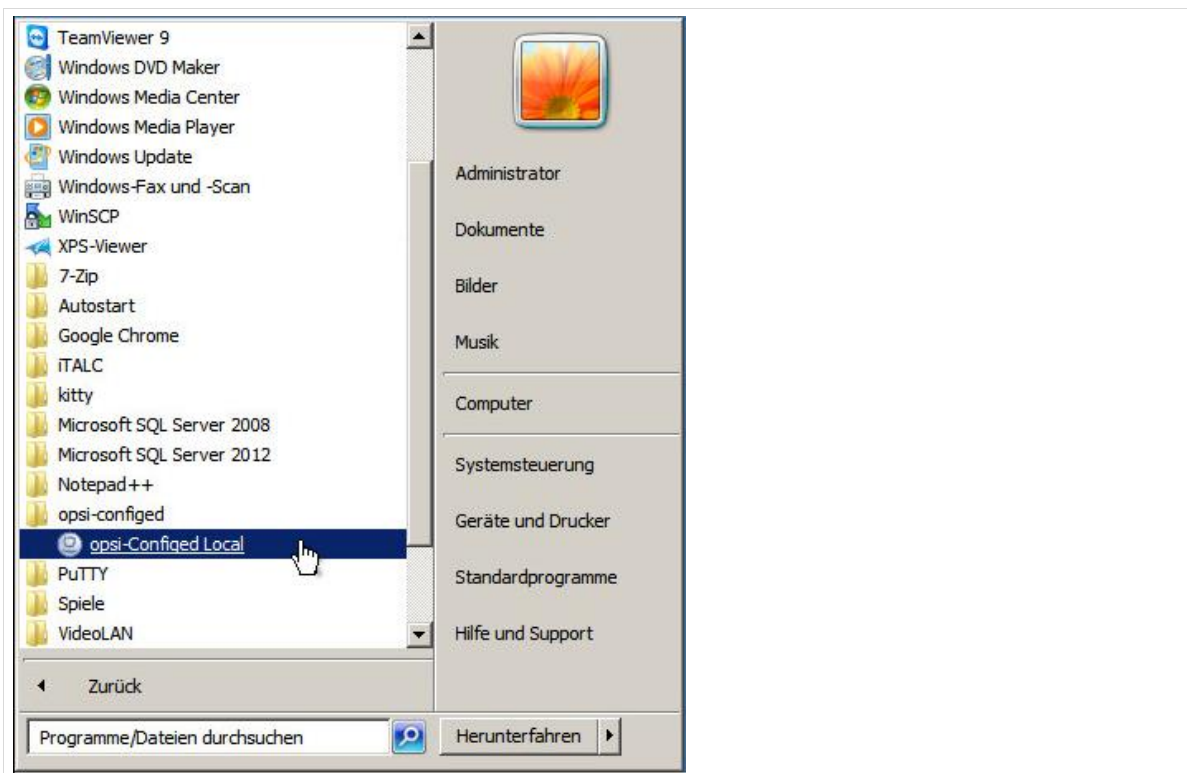 TeamViewer 9
Windows DVD Maker
Windows Media Center
Windows Media Player
Windows Update
Windows-Fax und -Scan
WinSCP
XPS-Viewer
7-Zip
Autostart
Google Chrome
iTALC
kitty
Microsoft SQL Server 2008
Microsoft SQL Server 2012
Notepad++
opsi-configed
opsi-Configed Local
PuTTY
Spiele
VideoLAN
Zurück
Programme/Dateien durchsuchen
Administrator
Dokumente
Bilder
Musik
Computer
Systemsteuerung
Geräte und Drucker
Standardprogramme
Hilfe und Support
Herunterfahren